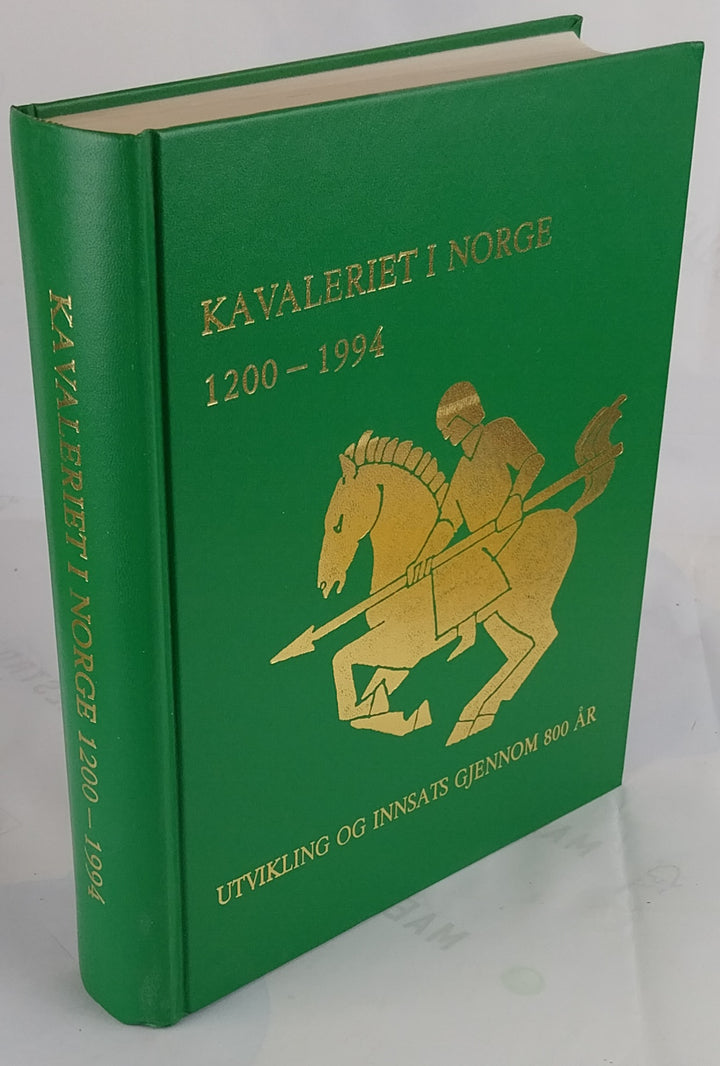 KAVALERIET I NORGE
1200 – 1994
UTVIKLING OG INNSATS GJENNOM 800 ÅR
KAVALERIET I NORGE 1200 – 1994